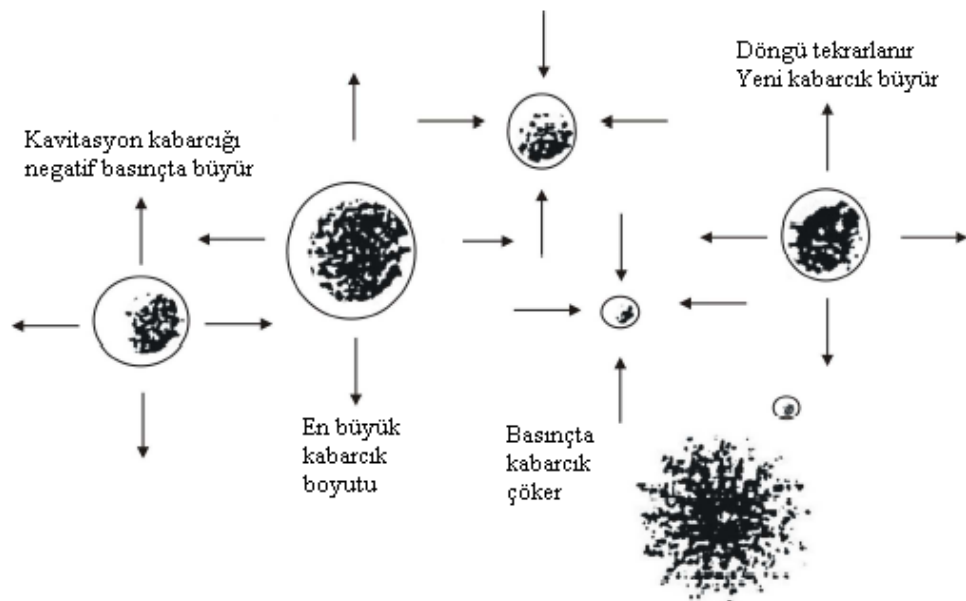 Kavitasyon kabarcığı
negatif basınçta büyür
En büyük
kabarcık
boyutu
Basınçta
kabarcık
çöker
Döngü tekrarlanır
Yeni kabarcık büyür